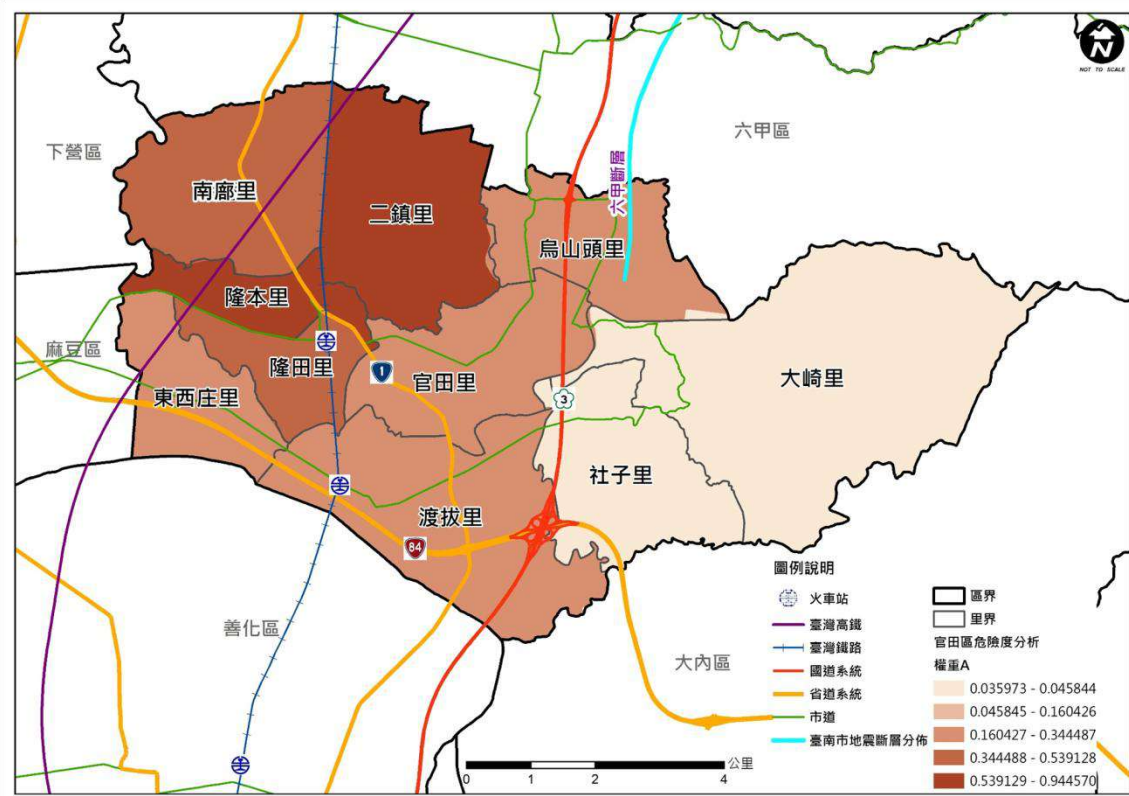 N
NOT TO SCALE
六甲區
下營區
六甲斷層
南廍里
二鎮里
烏山頭里
隆本里
麻豆區
隆田里
1
官田里
大崎里
東西庄里
3
社子里
渡拔里
84
善化區
大內區
圖例說明
火車站
臺灣高鐵
臺灣鐵路
國道系統
省道系統
市道
臺南市地震斷層分佈
區界
里界
官田區危險度分析
權重A
0.035973 - 0.045844
0.045845 - 0.160426
0.160427 - 0.344487
0.344488 - 0.539128
0.539129 - 0.944570
公里
0 1 2 4